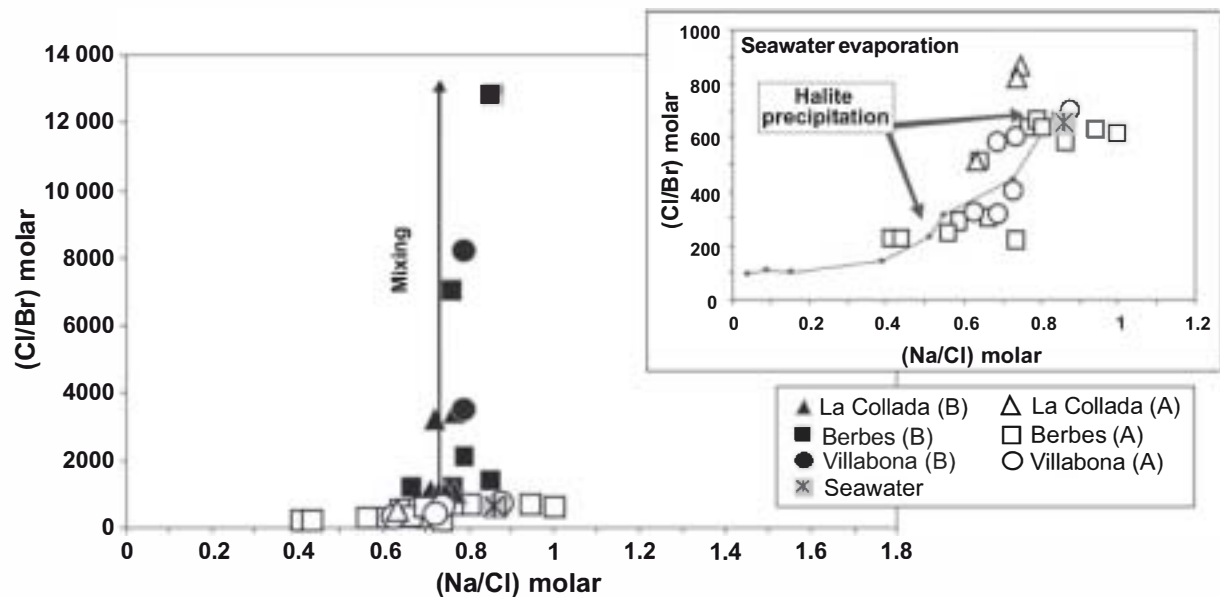 14 000
12 000
10 000
8000
6000
4000
2000
0
(Cl/Br) molar
Mixing
0 0.2 0.4 0.6 0.8 1 1.2 1.4 1.6 1.8
(Na/Cl) molar
Seawater evaporation
Halite
precipitation
1000
800
600
400
200
0
(Cl/Br) molar
0 0.2 0.4 0.6 0.8 1 1.2
(Na/Cl) molar
La Collada (B) La Collada (A)
Berbes (B) Berbes (A)
Villabona (B) Villabona (A)
Seawater